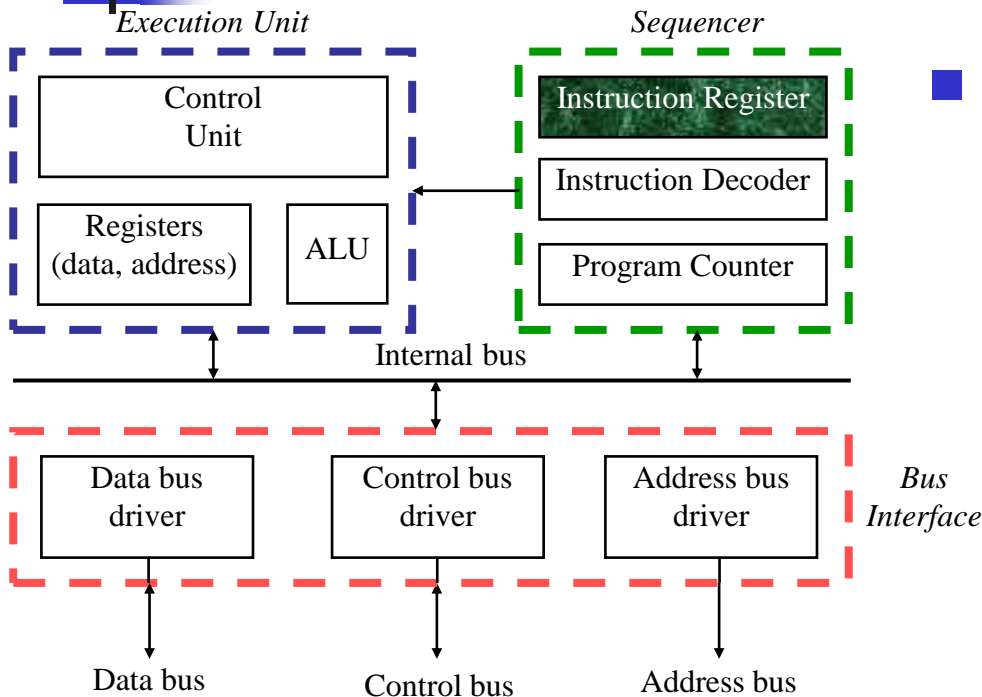 Execution Unit
Sequencer
Control
Unit
Registers
(data, address)
ALU
Instruction Register
Instruction Decoder
Program Counter
Internal bus
Data bus
driver
Control bus
driver
Address bus
driver
Bus
Interface
Data bus
Control bus
Address bus